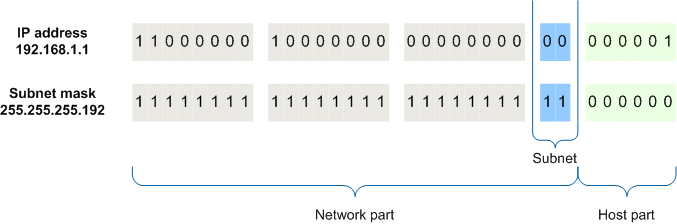 IP address
192.168.1.1
1 1 0 0 0 0 0 0 1 0 0 0 0 0 0 0 0 0 0 0 0 0 0 0 0 0 0 0 0 0 0 1
Subnet mask
255.255.255.192
1 1 1 1 1 1 1 1 1 1 1 1 1 1 1 1 1 1 1 1 1 1 1 1 1 1 0 0 0 0 0 0
Subnet
Network part
Host part